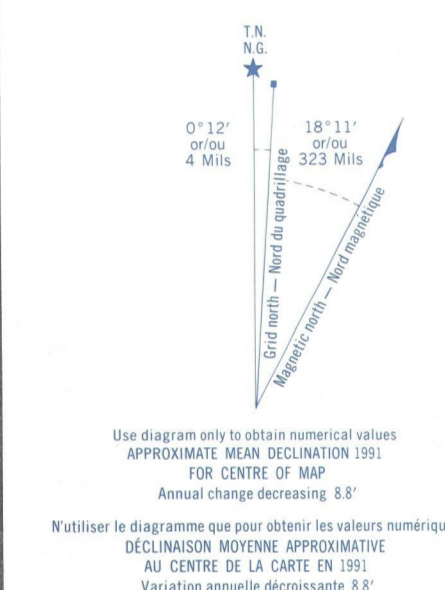 T.N.
N.G.
0°12'
or/ou
4 Mils
18°11'
or/ou
323 Mils
Grid north — Nord du quadrillage
Magnetic north — Nord magnétique
Use diagram only to obtain numerical values
APPROXIMATE MEAN DECLINATION 1991
FOR CENTRE OF MAP
Annual change decreasing 8.8'
N'utiliser le diagramme que pour obtenir les valeurs numériqu
DÉCLINAISON MOYENNE APPROXIMATIVE
AU CENTRE DE LA CARTE EN 1991
Variation annuelle décroissante 8.8'